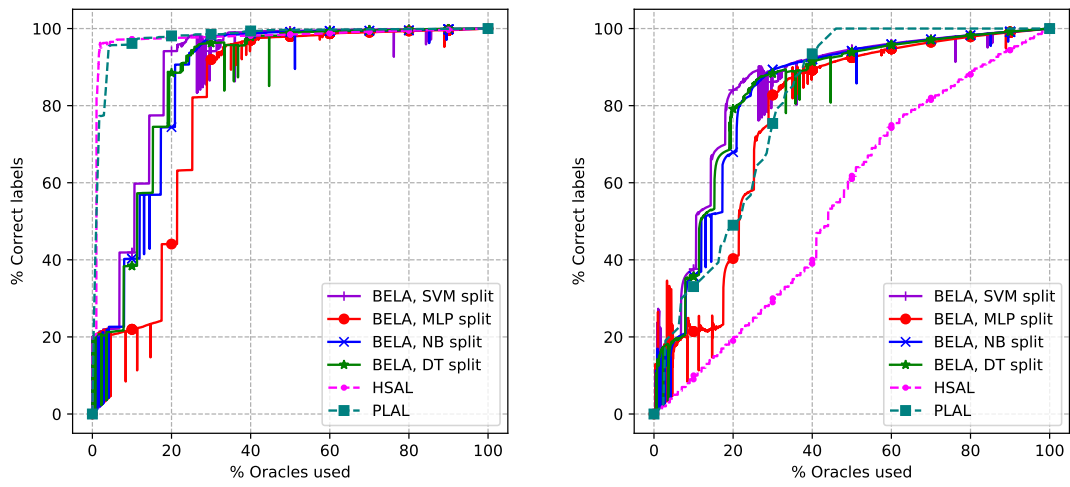 100
80
60
40
20
0
% Correct labels
BELA, SVM split
BELA, MLP split
BELA, NB split
BELA, DT split
HSAL
PLAL
0 20 40 60 80 100
% Oracles used
100
80
60
40
20
0
% Correct labels
BELA, SVM split
BELA, MLP split
BELA, NB split
BELA, DT split
HSAL
PLAL
0 20 40 60 80 100
% Oracles used